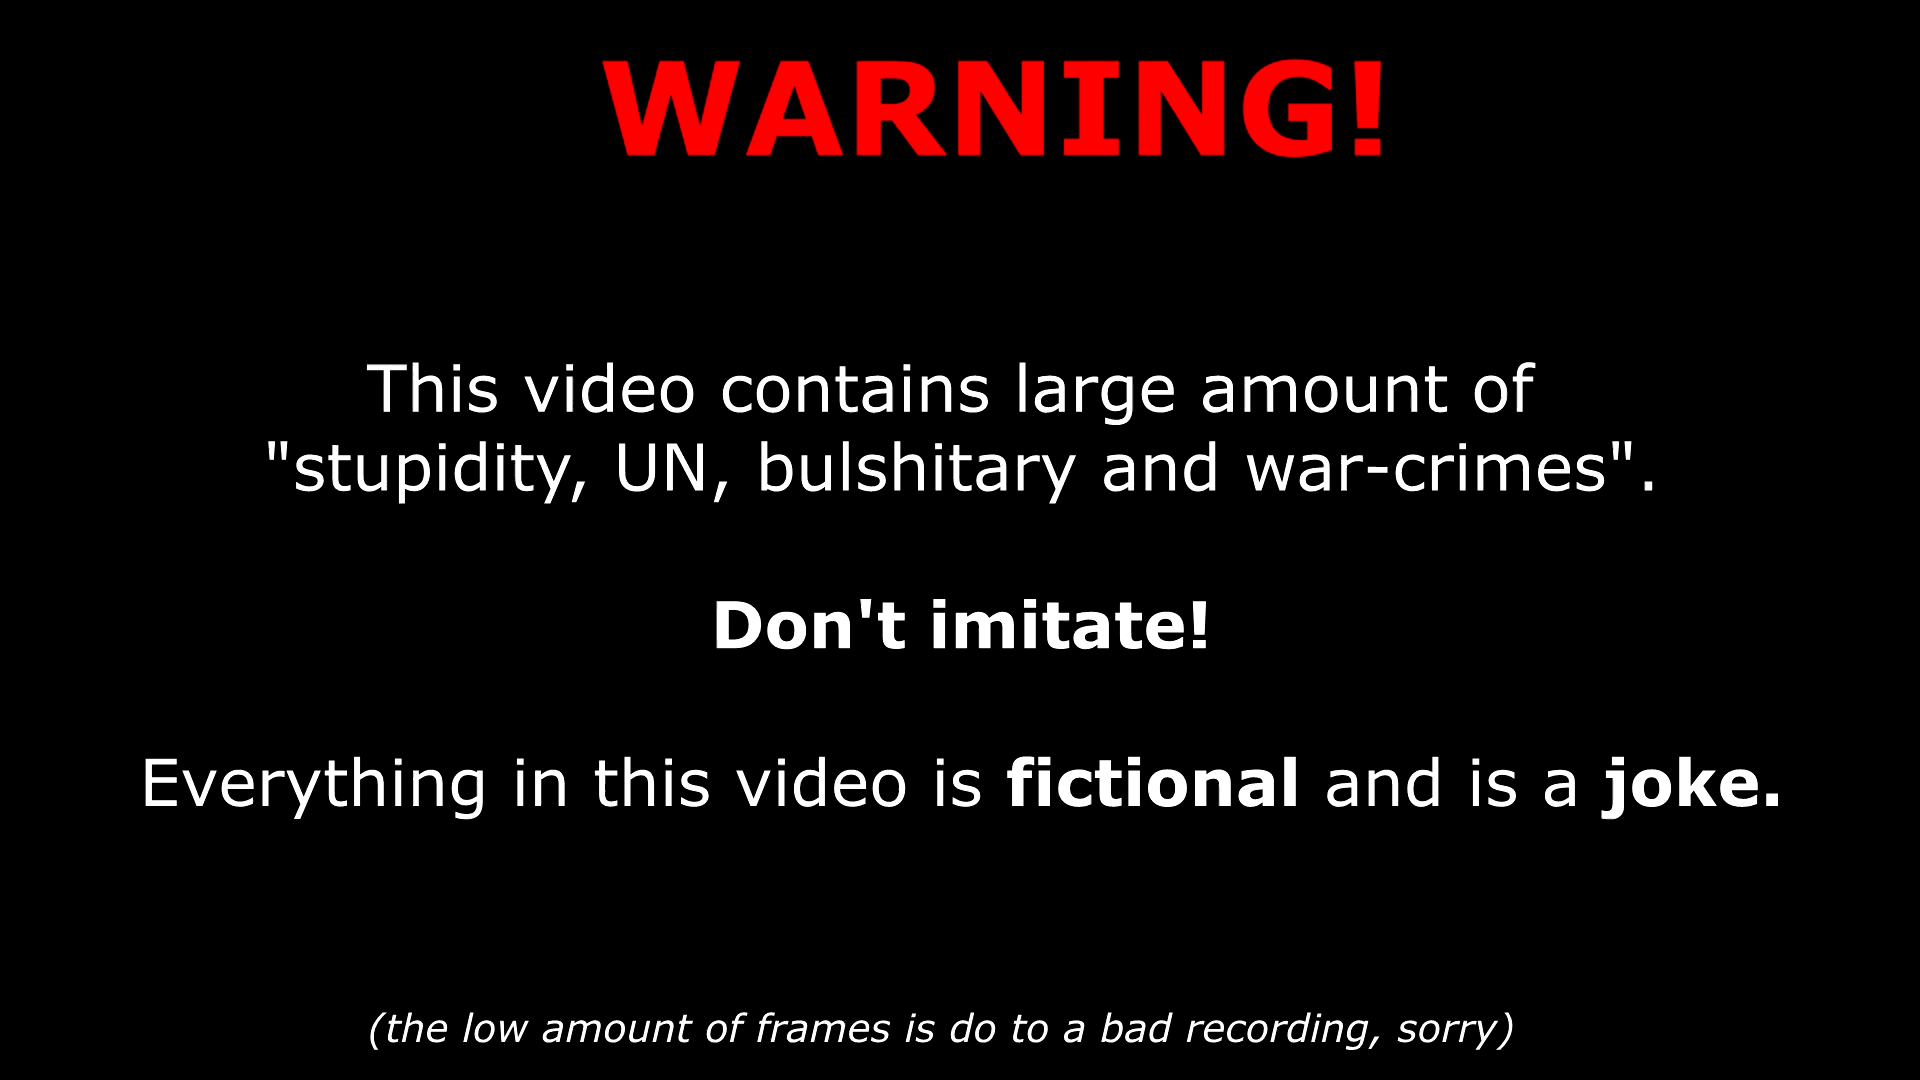 WARNING!
This video contains large amount of
"stupidity, UN, bulshitary and war-crimes".
Don't imitate!
Everything in this video is fictional and is a joke.
(the low amount of frames is do to a bad recording, sorry)